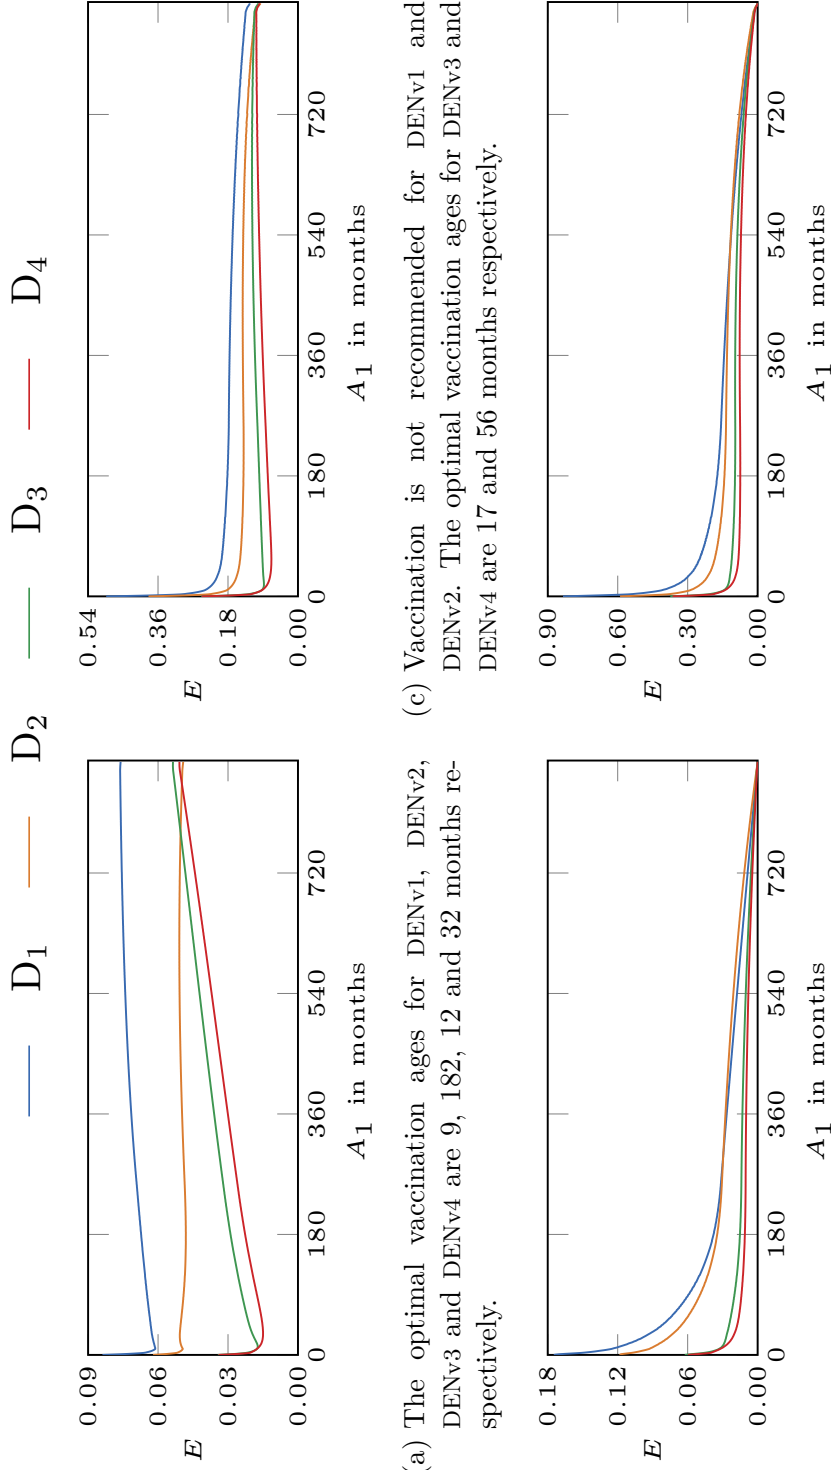 D1 D2 D3 D4
0.09
0.06
0.03
0.00
E
0 180 360 540 720
A1 in months
(a) The optimal vaccination ages for DENv1, DENv2,
DENv3 and DENv4 are 9, 182, 12 and 32 months re-
spectively.
0.54
0.36
0.18
0.00
E
0 180 360 540 720
A1 in months
(c) Vaccination is not recommended for DENv1 and
DENv2. The optimal vaccination ages for DENv3 and
DENv4 are 17 and 56 months respectively.
0.18
0.12
0.06
0.00
E
0 180 360 540 720
A1 in months
0.90
0.60
0.30
0.00
E
0 180 360 540 720
A1 in months